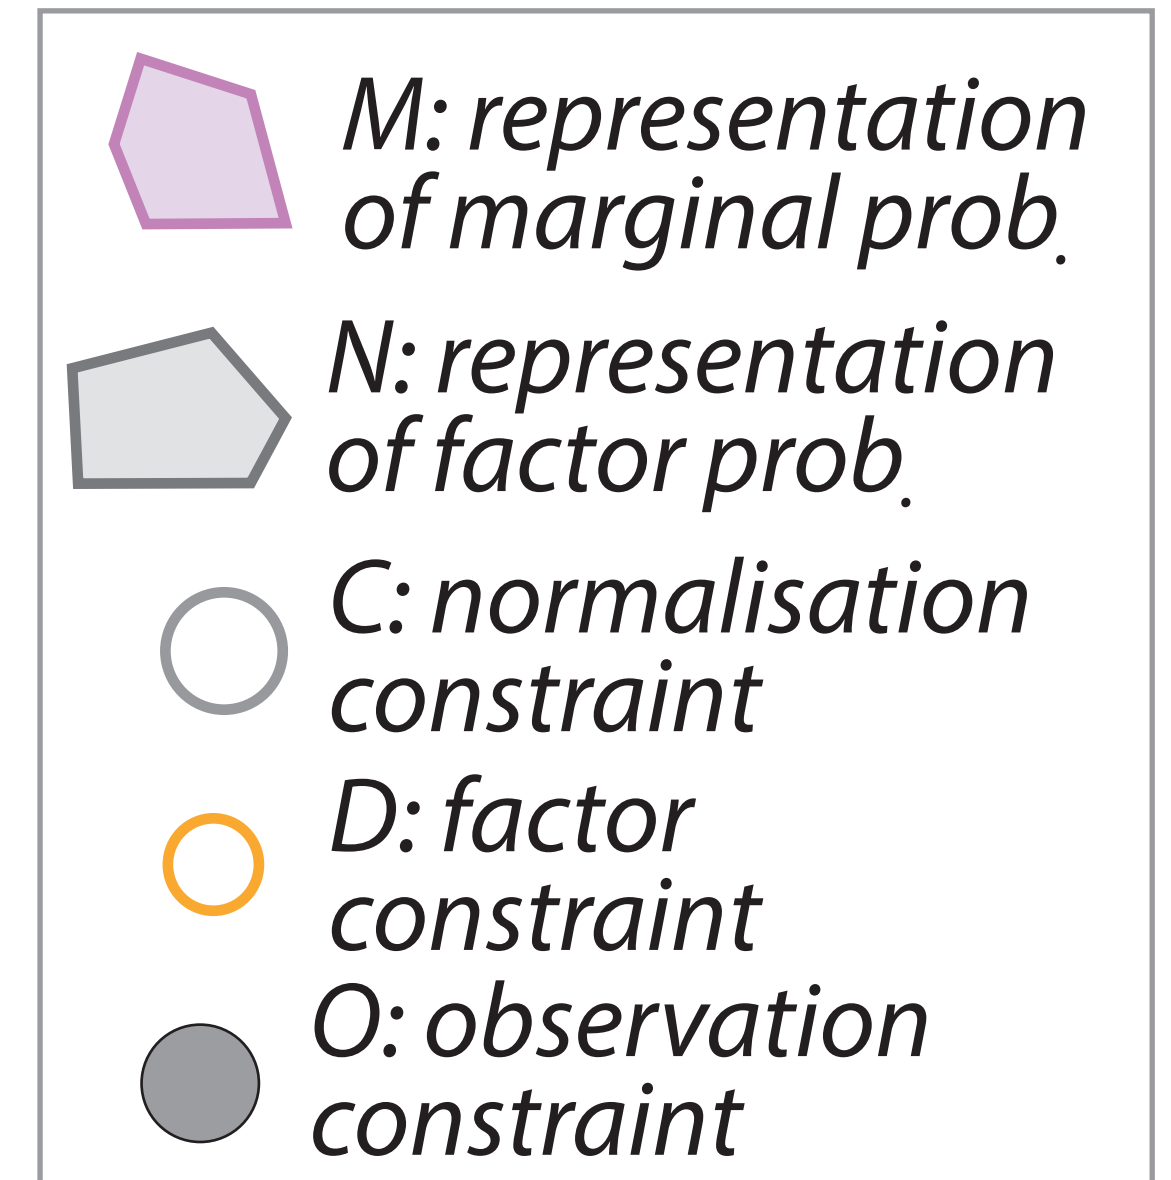 M: representation
of marginal prob.
N: representation
of factor prob.
C: normalisation
constraint
D: factor
constraint
O: observation
constraint